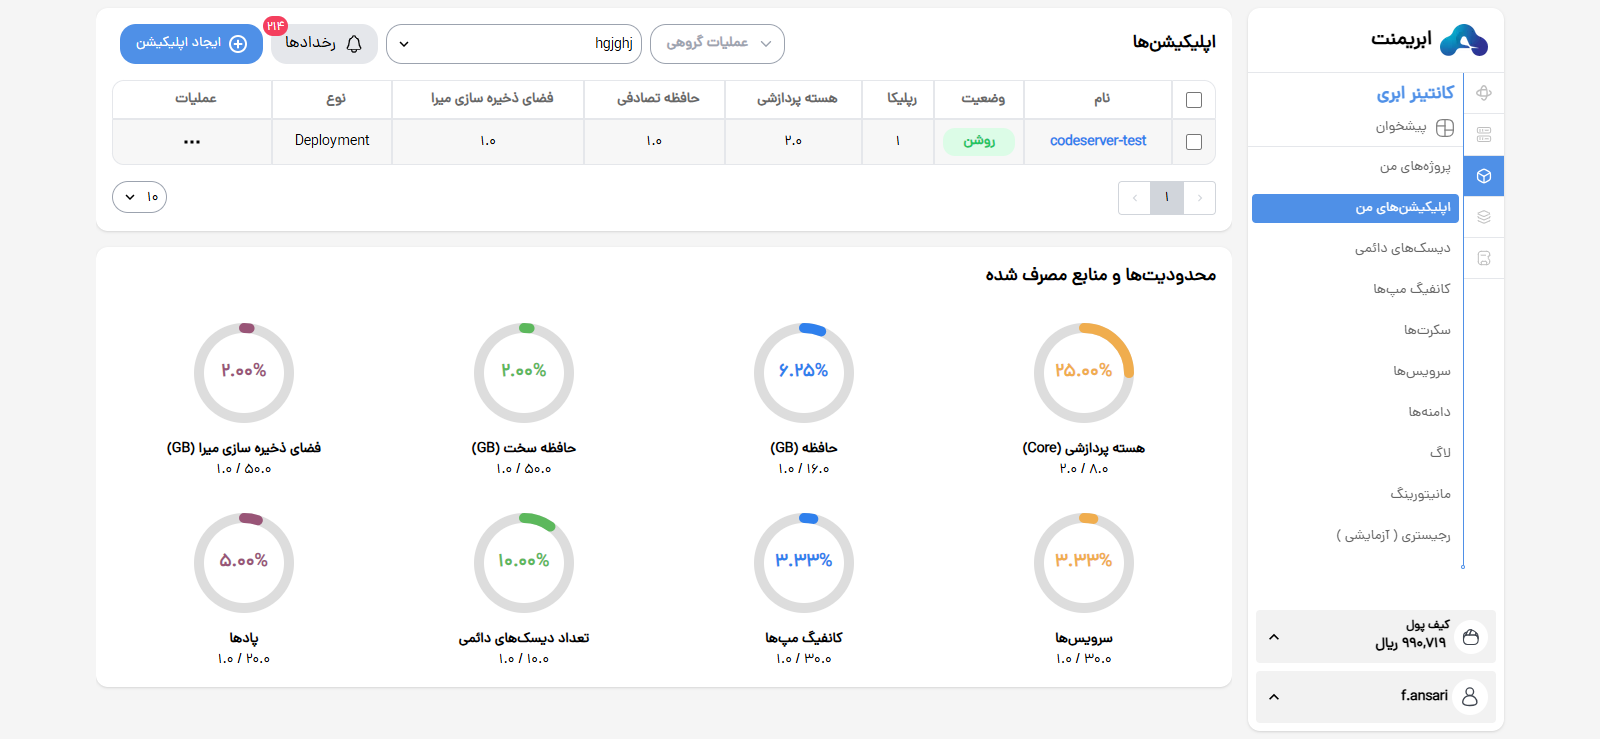 ابریمنت
کانتینر ابری
پیشخوان
پروژه‌های من
اپلیکیشن‌های من
دیسک‌های دائمی
کانفیگ مپ‌ها
سکرت‌ها
سرویس‌ها
دامنه‌ها
لاگ
مانیتورینگ
رجیستری ( آزمایشی )
کیف پول
۹۹۰,۷۱۹ ریال
f.ansari
اپلیکیشن‌ها
عملیات گروهی
hgjghj
رخدادها
۲۱۴
ایجاد اپلیکیشن
نام وضعیت رپلیکا هسته پردازشی حافظه تصادفی فضای ذخیره سازی میرا نوع عملیات
codeserver-test روشن ۱ ۲.۰ ۱.۰ ۱.۰ Deployment ...
‹ ۱ ›
۱۰
محدودیت‌ها و منابع مصرف شده
۲۵.۰۰%
هسته پردازشی (Core)
۲.۰ / ۸.۰
۶.۲۵%
حافظه (GB)
۱.۰ / ۱۶.۰
۲.۰۰%
حافظه سخت (GB)
۱.۰ / ۵۰.۰
۲.۰۰%
فضای ذخیره سازی میرا (GB)
۱.۰ / ۵۰.۰
۳.۳۳%
سرویس‌ها
۱.۰ / ۳۰.۰
۳.۳۳%
کانفیگ مپ‌ها
۱.۰ / ۳۰.۰
۱۰.۰۰%
تعداد دیسک‌های دائمی
۱.۰ / ۱۰.۰
۵.۰۰%
پادها
۱.۰ / ۲۰.۰